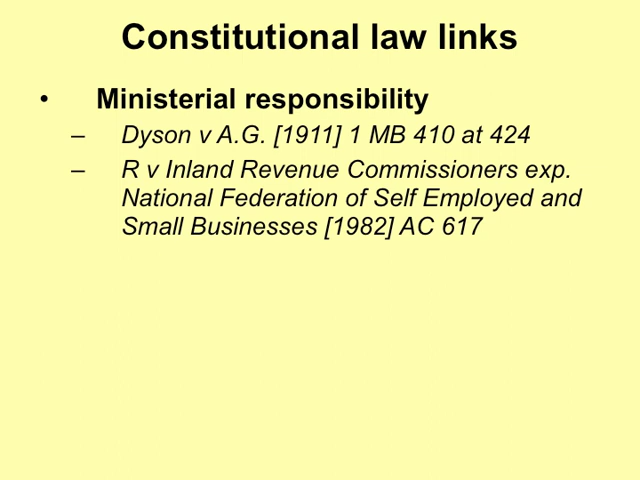 Constitutional law links
• Ministerial responsibility
– Dyson v A.G. [1911] 1 MB 410 at 424
– R v Inland Revenue Commissioners exp.
National Federation of Self Employed and
Small Businesses [1982] AC 617